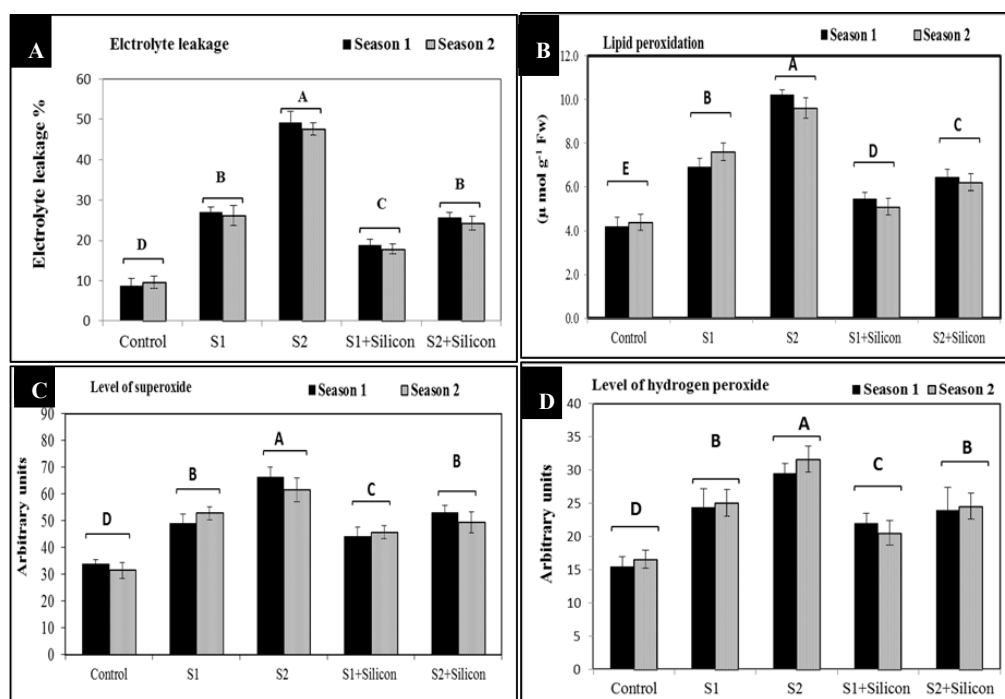 A
Elctrolyte leakage
Season 1 Season 2
Elctrolyte leakage %
60
50
40
30
20
10
0
D
B
A
C
B
Control S1 S2 S1+Silicon S2+Silicon
B
Lipid peroxidation
Season 1 Season 2
(µ mol g-1 Fw)
12.0
10.0
8.0
6.0
4.0
2.0
0.0
E
B
A
D
C
Control S1 S2 S1+Silicon S2+Silicon
C
Level of superoxide
Season 1 Season 2
Arbitrary units
90
80
70
60
50
40
30
20
10
0
D
B
A
C
B
Control S1 S2 S1+Silicon S2+Silicon
D
Level of hydrogen peroxide
Season 1 Season 2
Arbitrary units
40
35
30
25
20
15
10
5
0
D
B
A
C
B
Control S1 S2 S1+Silicon S2+Silicon